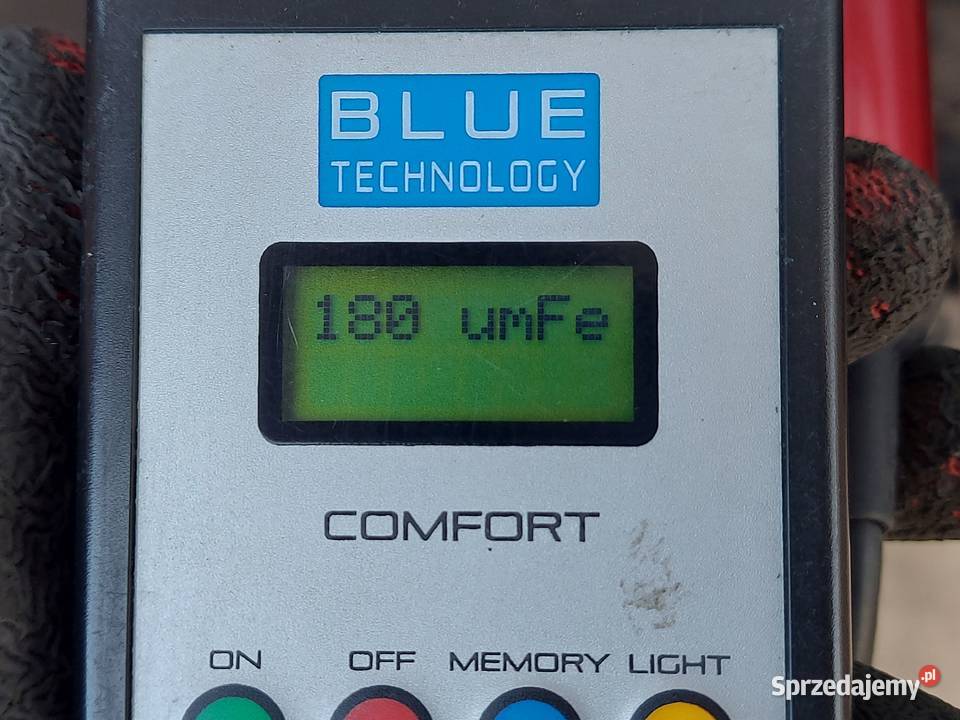 BLUE
TECHNOLOGY
180 umFe
COMFORT
ON OFF MEMORY LIGHT
Sprzedajemy.pl